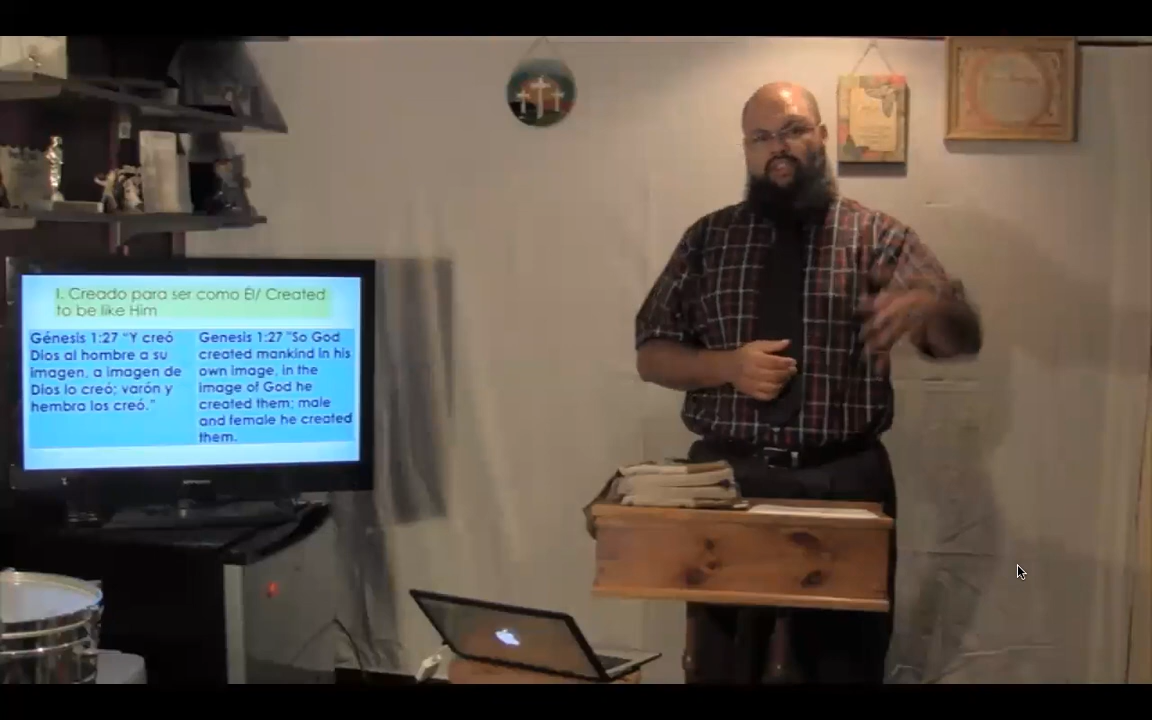 I. Creado para ser como Él/ Created
to be like Him
Génesis 1:27 "Y creó
Dios al hombre a su
imagen, a imagen de
Dios lo creó; varón y
hembra los creó."
Genesis 1:27 "So God
created mankind in his
own image, in the
image of God he
created them; male
and female he created
them.